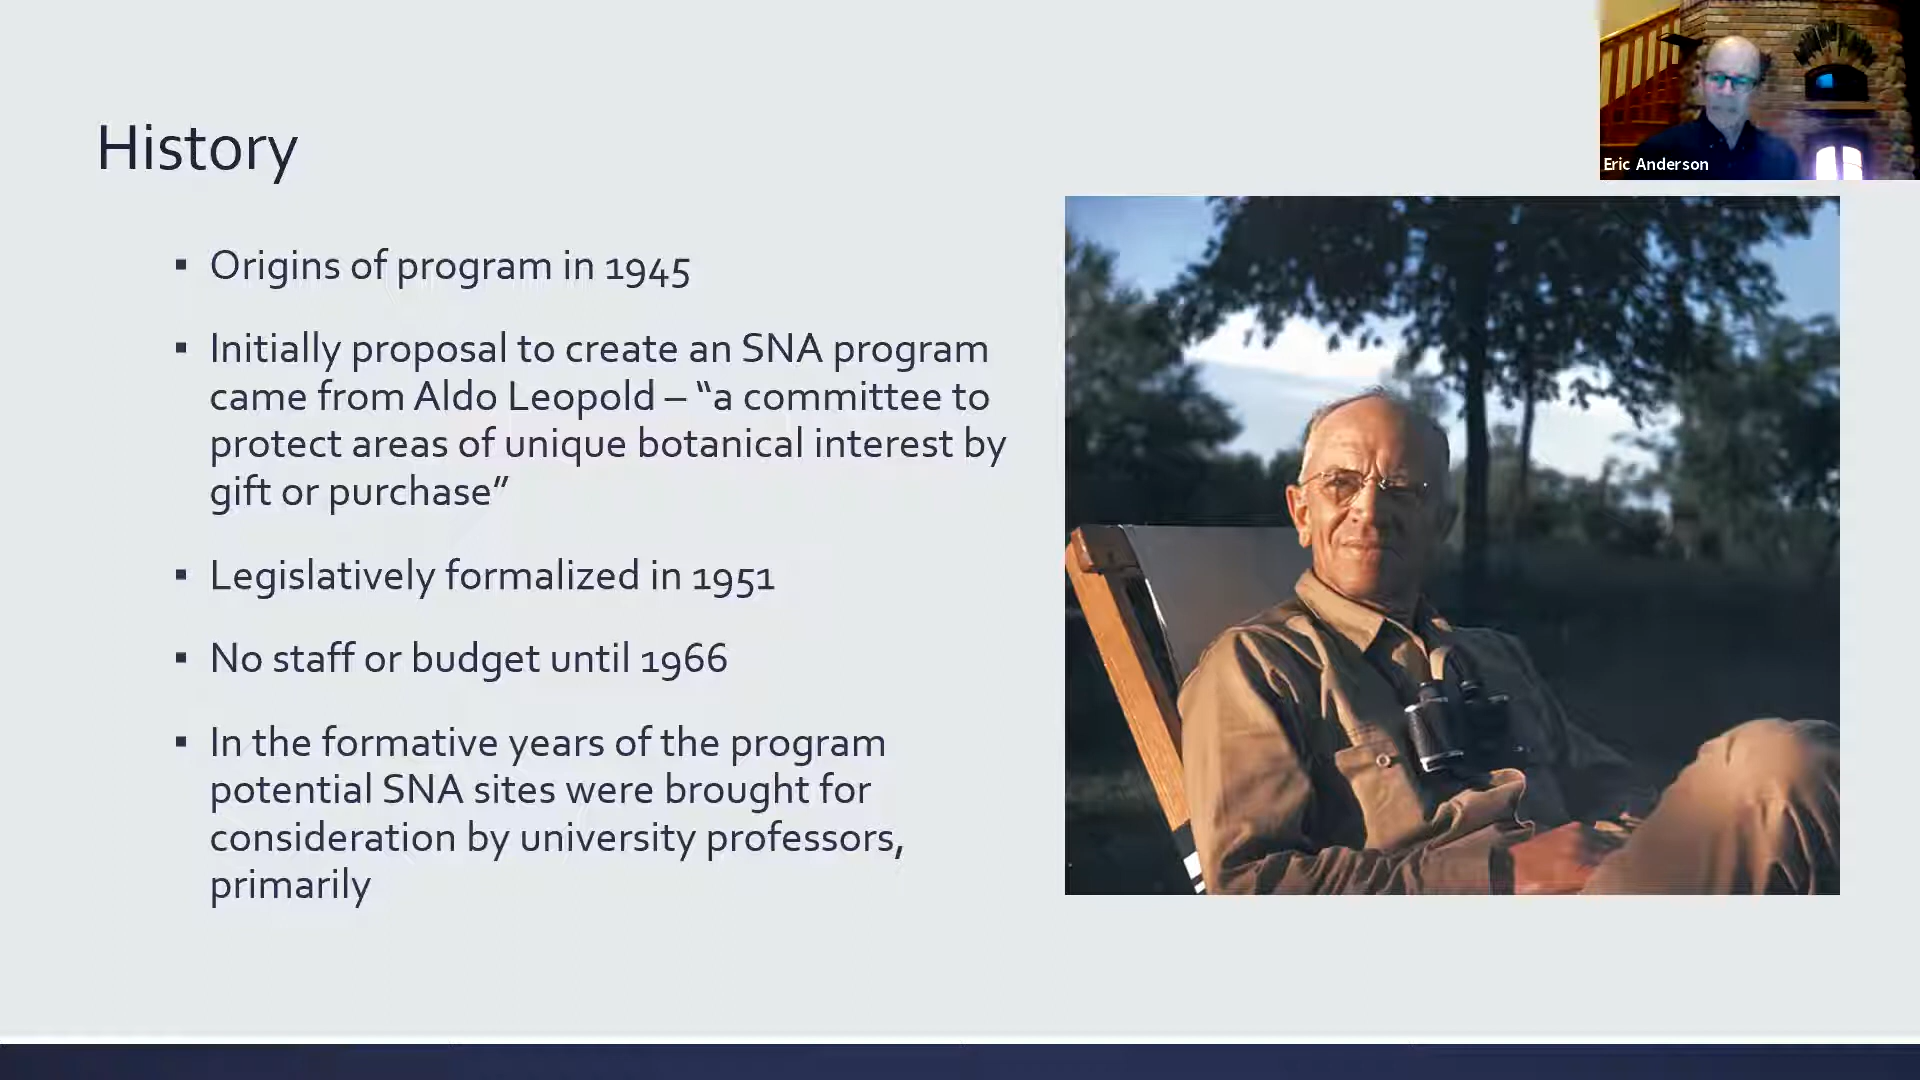 Eric Anderson
History
▪ Origins of program in 1945
▪ Initially proposal to create an SNA program
came from Aldo Leopold – “a committee to
protect areas of unique botanical interest by
gift or purchase”
▪ Legislatively formalized in 1951
▪ No staff or budget until 1966
▪ In the formative years of the program
potential SNA sites were brought for
consideration by university professors,
primarily